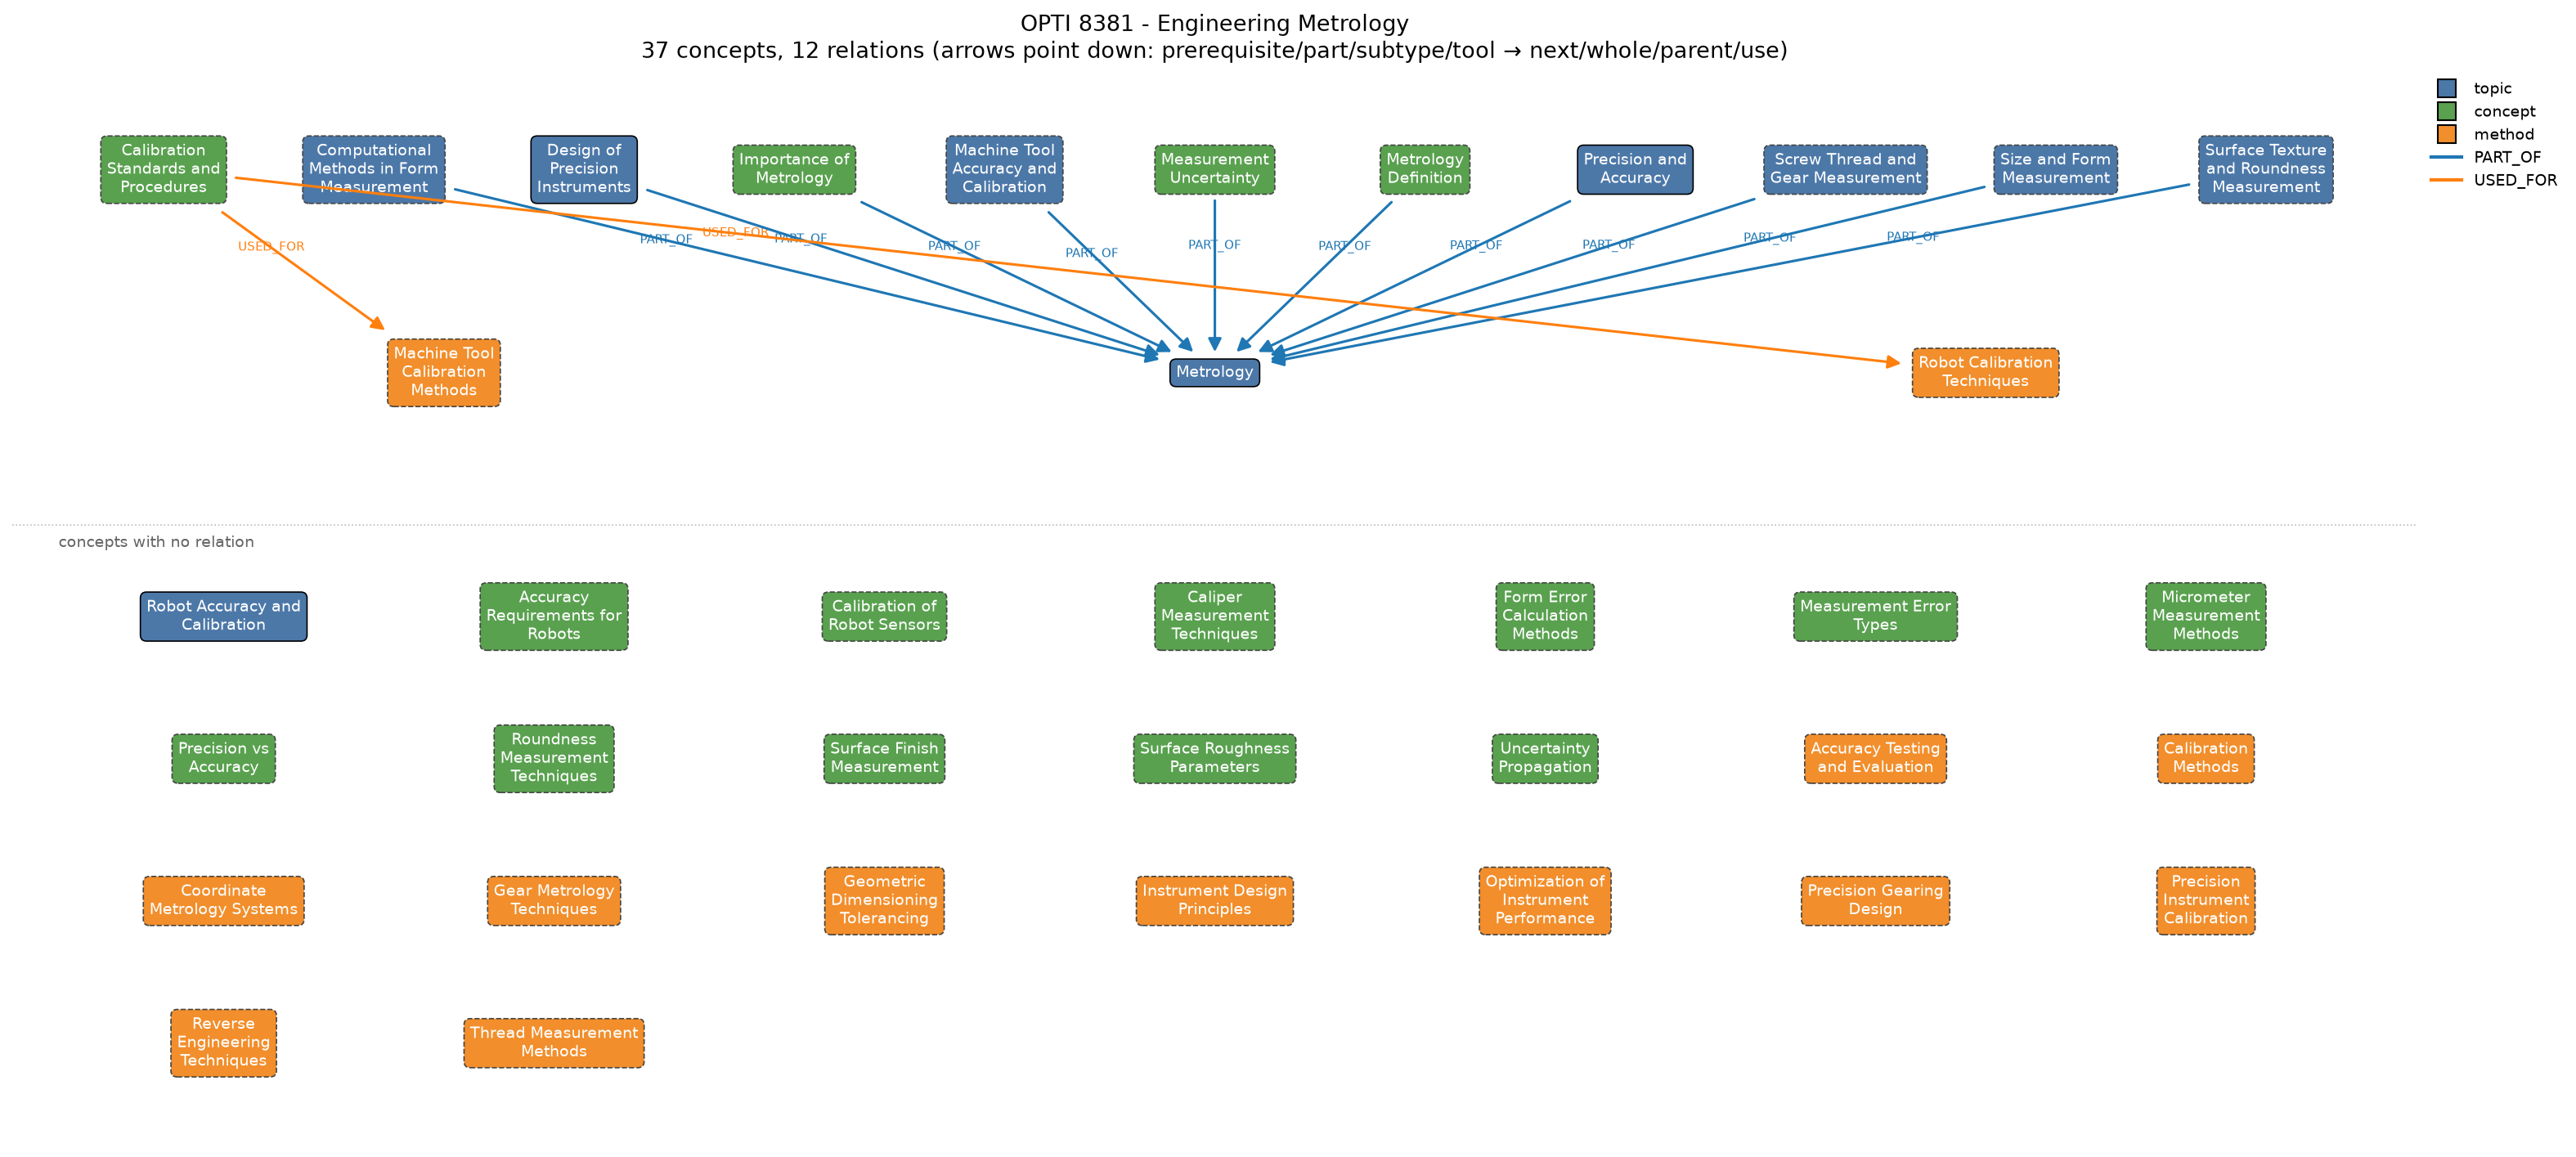 OPTI 8381 - Engineering Metrology
37 concepts, 12 relations (arrows point down: prerequisite/part/subtype/tool → next/whole/parent/use)
topic
concept
method
PART_OF
USED_FOR
Calibration
Standards and
Procedures
Computational
Methods in Form
Measurement
Design of
Precision
Instruments
Importance of
Metrology
Machine Tool
Accuracy and
Calibration
Measurement
Uncertainty
Metrology
Definition
Precision and
Accuracy
Screw Thread and
Gear Measurement
Size and Form
Measurement
Surface Texture
and Roundness
Measurement
USED_FOR
PART_OF
USED_FOR
PART_OF
PART_OF
PART_OF
PART_OF
PART_OF
PART_OF
PART_OF
PART_OF
PART_OF
Machine Tool
Calibration
Methods
Metrology
Robot Calibration
Techniques
concepts with no relation
Robot Accuracy and
Calibration
Accuracy
Requirements for
Robots
Calibration of
Robot Sensors
Caliper
Measurement
Techniques
Form Error
Calculation
Methods
Measurement Error
Types
Micrometer
Measurement
Methods
Precision vs
Accuracy
Roundness
Measurement
Techniques
Surface Finish
Measurement
Surface Roughness
Parameters
Uncertainty
Propagation
Accuracy Testing
and Evaluation
Calibration
Methods
Coordinate
Metrology Systems
Gear Metrology
Techniques
Geometric
Dimensioning
Tolerancing
Instrument Design
Principles
Optimization of
Instrument
Performance
Precision Gearing
Design
Precision
Instrument
Calibration
Reverse
Engineering
Techniques
Thread Measurement
Methods